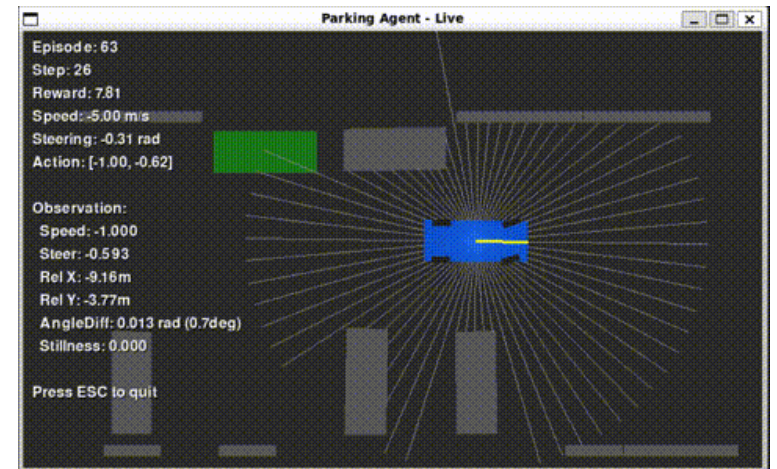 Parking Agent - Live
Episode: 63
Step: 26
Reward: 7.81
Speed: -5.00 m/s
Steering: -0.31 rad
Action: [-1.00, -0.62]
Observation:
Speed: -1.000
Steer: -0.593
Rel X: -9.16m
Rel Y: -3.77m
AngleDiff: 0.013 rad (0.7deg)
Stillness: 0.000
Press ESC to quit